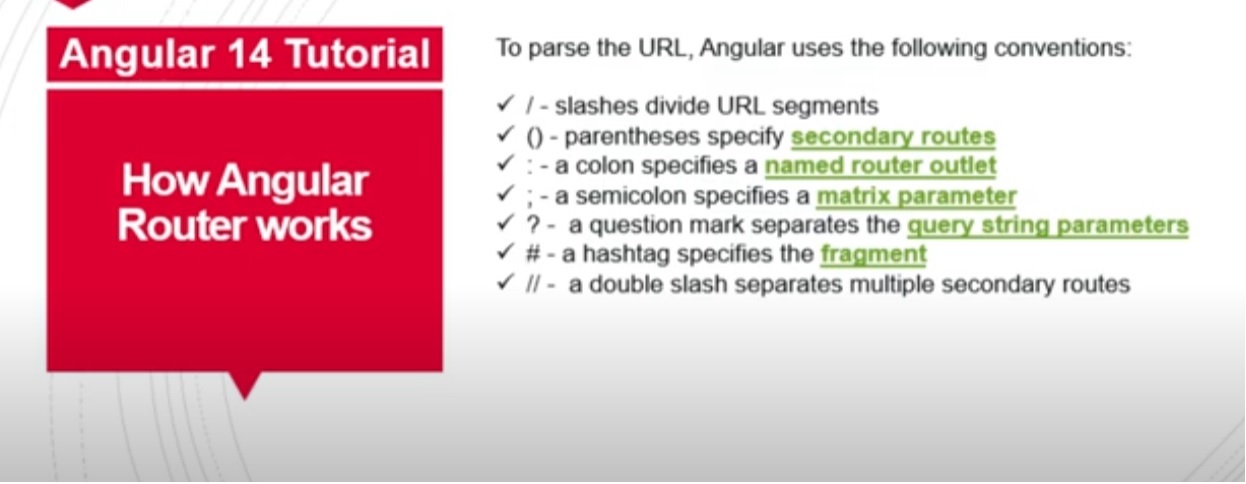 Angular 14 Tutorial
How Angular
Router works
To parse the URL, Angular uses the following conventions:
✓ / - slashes divide URL segments
✓ () - parentheses specify secondary routes
✓ : - a colon specifies a named router outlet
✓ ; - a semicolon specifies a matrix parameter
✓ ? - a question mark separates the query string parameters
✓ # - a hashtag specifies the fragment
✓ // - a double slash separates multiple secondary routes